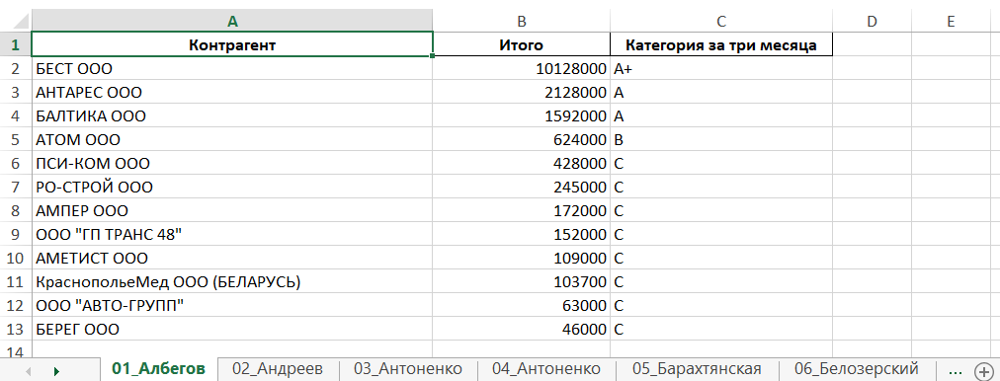 A B C D E
1 Контрагент Итого Категория за три месяца
2 БЕСТ ООО 10128000 A+
3 АНТАРЕС ООО 2128000 A
4 БАЛТИКА ООО 1592000 A
5 АТОМ ООО 624000 B
6 ПСИ-КОМ ООО 428000 C
7 РО-СТРОЙ ООО 245000 C
8 АМПЕР ООО 172000 C
9 ООО "ГП ТРАНС 48" 152000 C
10 АМЕТИСТ ООО 109000 C
11 КраснопольеМед ООО (БЕЛАРУСЬ) 103700 C
12 ООО "АВТО-ГРУПП" 63000 C
13 БЕРЕГ ООО 46000 C
14
01_Албегов 02_Андреев 03_Антоненко 04_Антоненко 05_Барахтянская 06_Белозерский ...